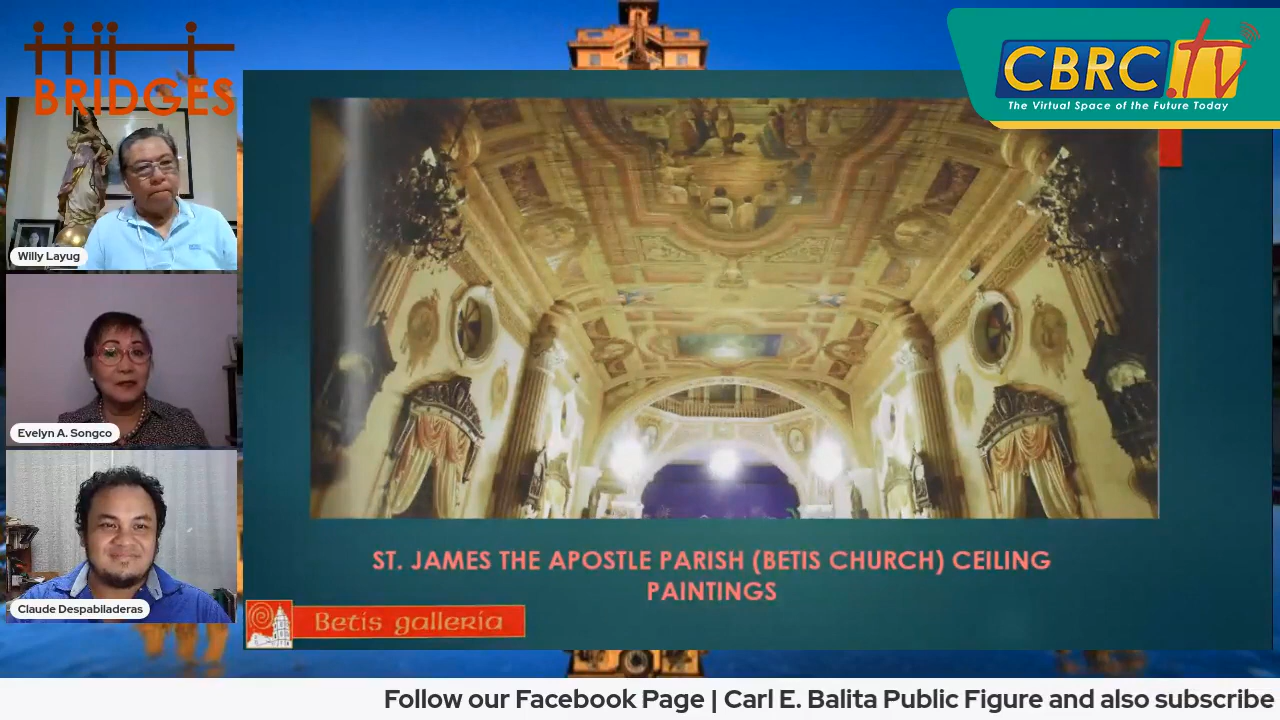 BRIDGES
CBRC.tv
The Virtual Space of the Future Today
Willy Layug
Evelyn A. Songco
Claude Despabiladeras
ST. JAMES THE APOSTLE PARISH (BETIS CHURCH) CEILING
PAINTINGS
Betis galleria
Follow our Facebook Page | Carl E. Balita Public Figure and also subscribe